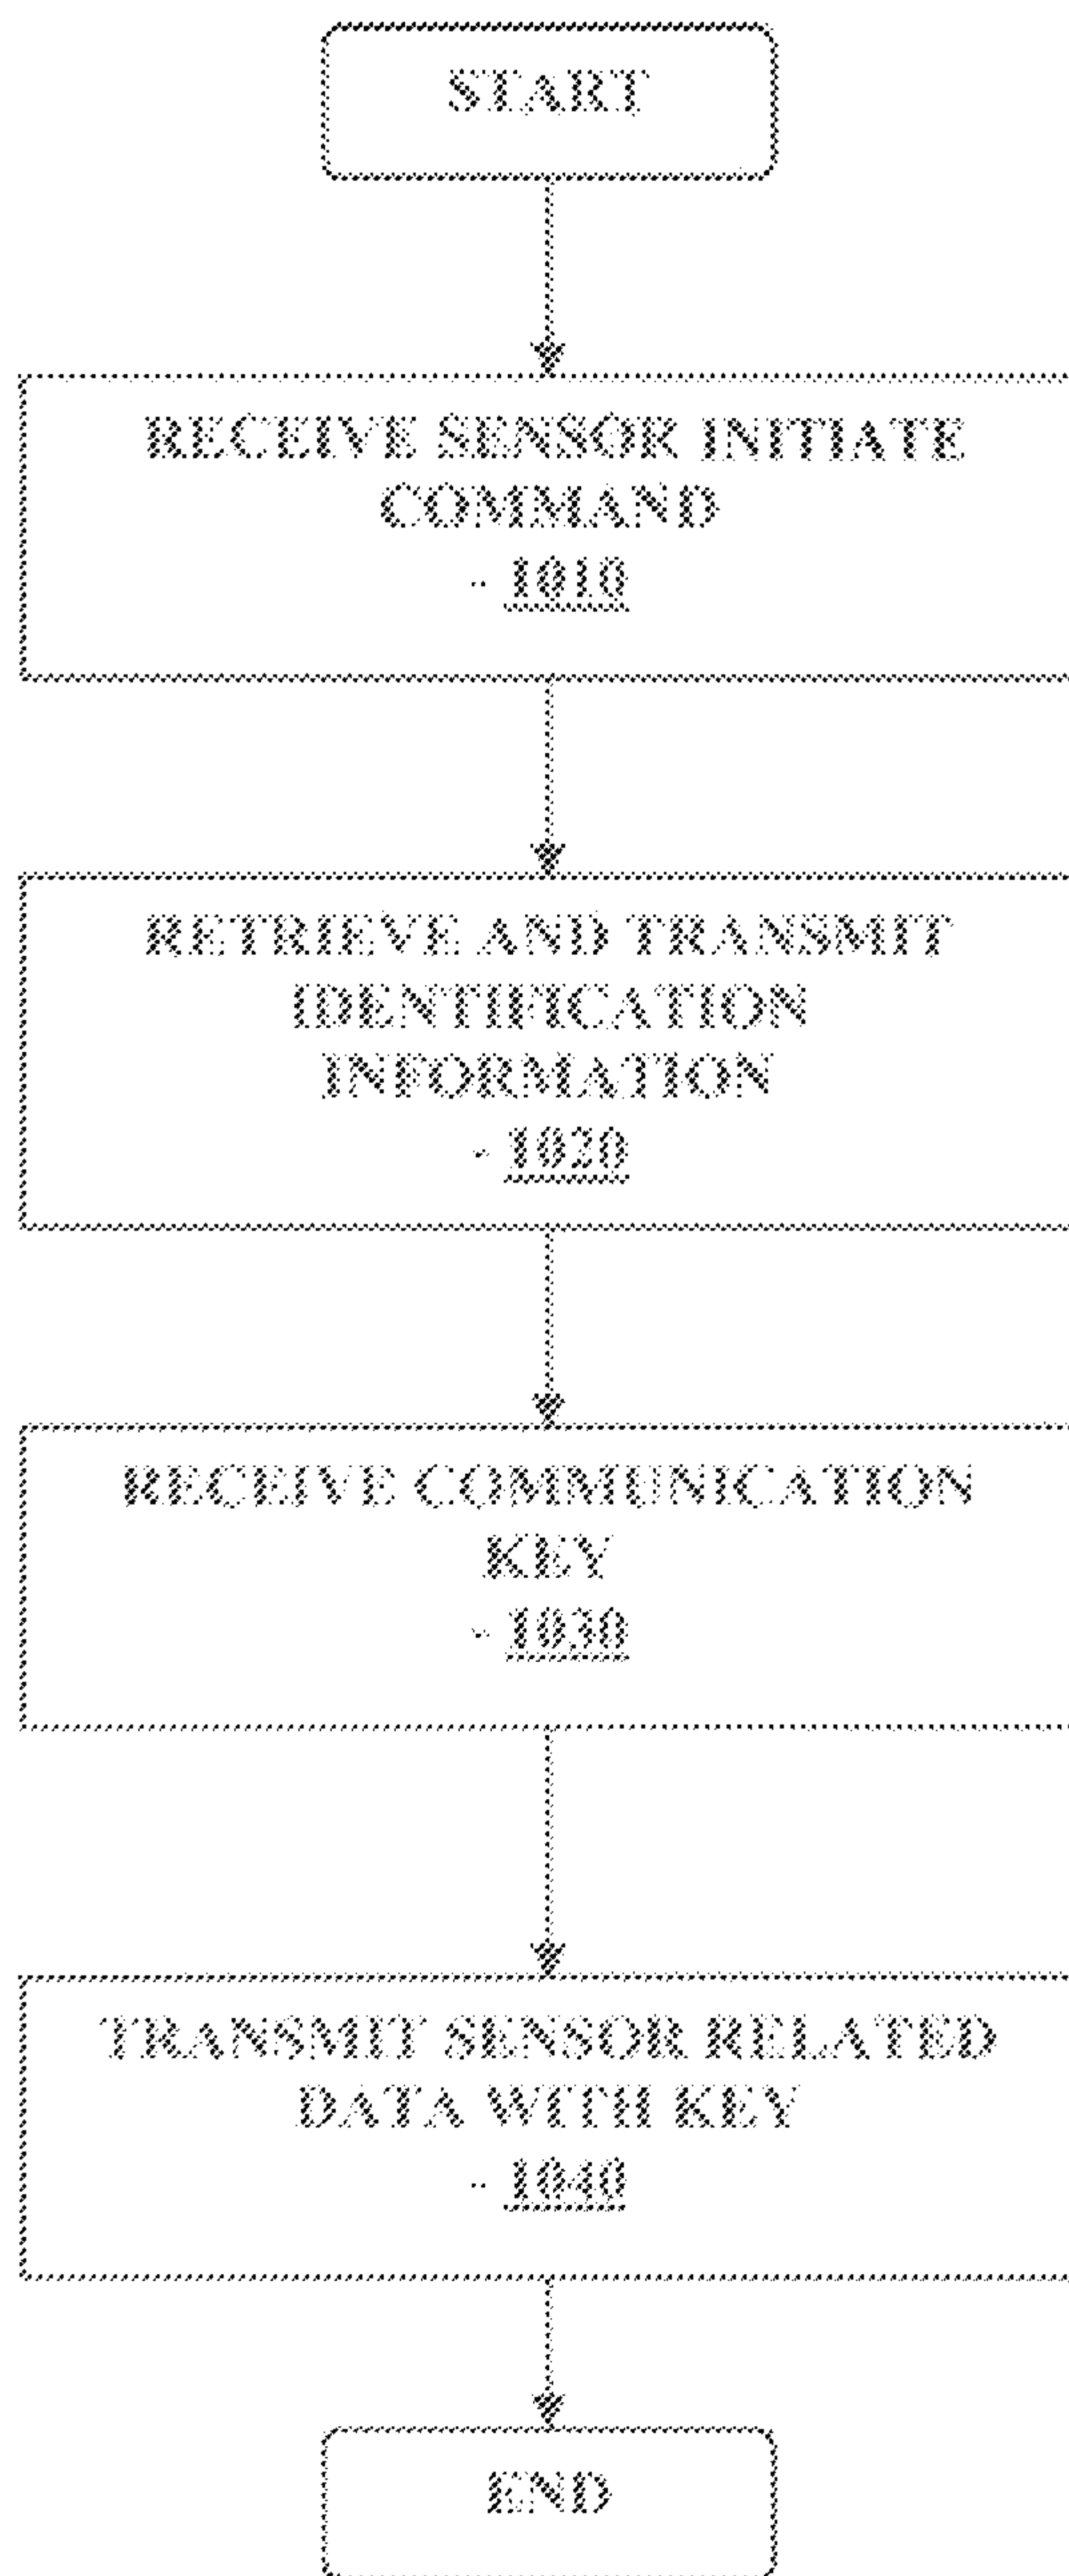 START
RECEIVE SENSOR INITIATE
COMMAND
- 1010
RETRIEVE AND TRANSMIT
IDENTIFICATION
INFORMATION
- 1020
RECEIVE COMMUNICATION
KEY
- 1030
TRANSMIT SENSOR RELATED
DATA WITH KEY
- 1040
END